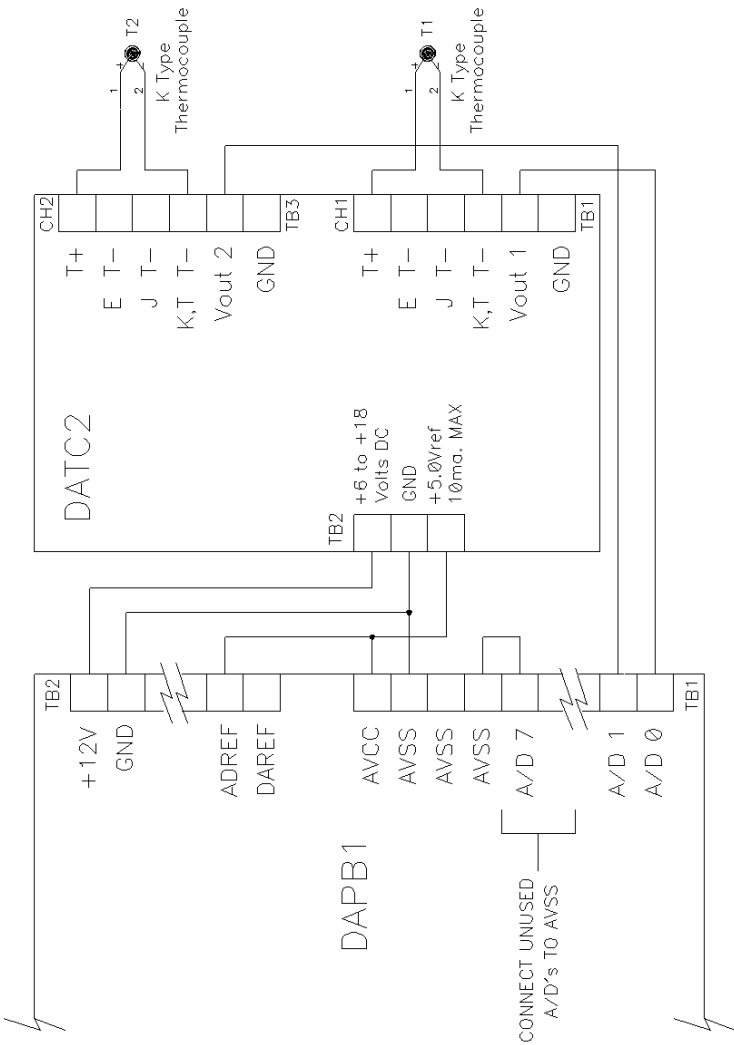 T2
1
+
2
-
K Type
Thermocouple
T1
1
+
2
-
K Type
Thermocouple
CH2
TB3
T+
E T-
J T-
K,T T-
Vout 2
GND
CH1
TB1
T+
E T-
J T-
K,T T-
Vout 1
GND
DATC2
TB2
+6 to +18
Volts DC
GND
+5.0Vref
10ma. MAX
TB2
+12V
GND
ADREF
DAREF
AVCC
AVSS
AVSS
AVSS
A/D 7
A/D 1
A/D 0
TB1
DAPB1
CONNECT UNUSED
A/D's TO AVSS